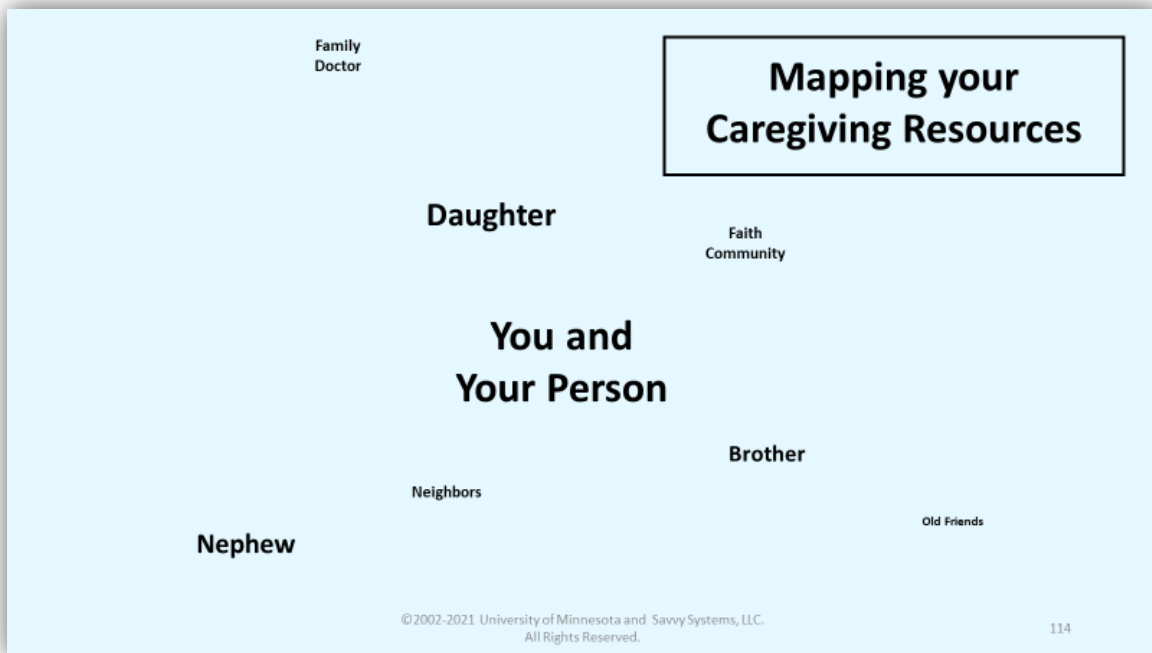 Family
Doctor
Mapping your
Caregiving Resources
Daughter
Faith
Community
You and
Your Person
Brother
Neighbors
Old Friends
Nephew
©2002-2021 University of Minnesota and Savvy Systems, LLC.
All Rights Reserved.
114